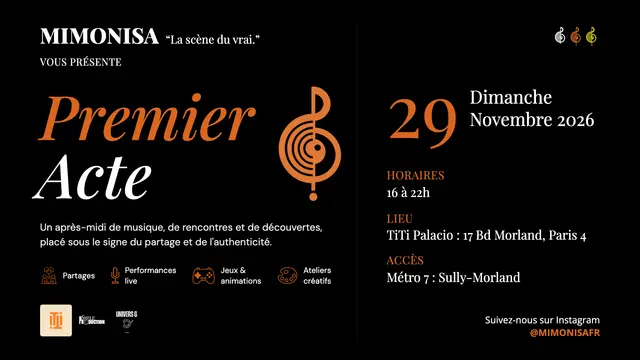 MIMONISA “La scène du vrai.”
VOUS PRÉSENTE
Premier
Acte
Un après-midi de musique, de rencontres et de découvertes,
placé sous le signe du partage et de l'authenticité.
Partages
Performances
live
Jeux &
animations
Ateliers
créatifs
UNIVERS G
29
Dimanche
Novembre 2026
HORAIRES
16 à 22h
LIEU
TiTi Palacio : 17 Bd Morland, Paris 4
ACCÈS
Métro 7 : Sully-Morland
Suivez-nous sur Instagram
@MIMONISAFR